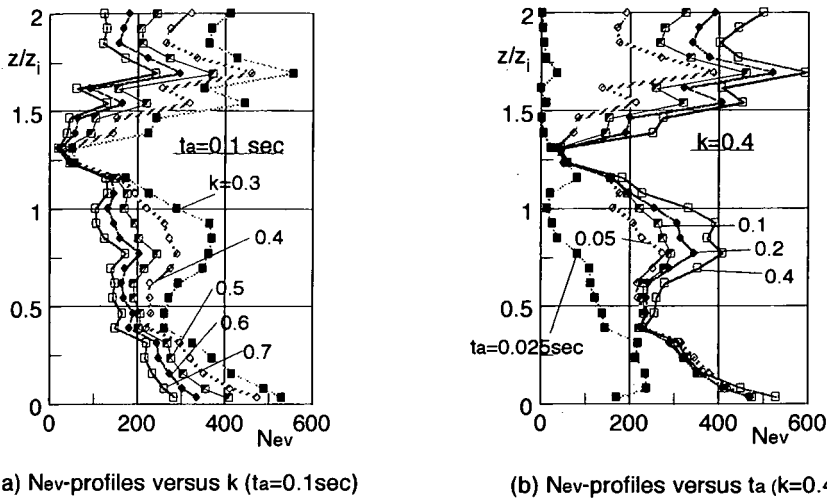 2
z/zi
1.5
ta=0.1 sec
k=0.3
1
0.4
0.5
0.5
0.6
0.7
0
0
200
400
600
Nev
a) Nev-profiles versus k (ta=0.1sec)
2
z/zi
1.5
k=0.4
1
0.1
0.05
0.2
0.4
0.5
ta=0.025sec
0
0
200
400
600
Nev
(b) Nev-profiles versus ta (k=0.4